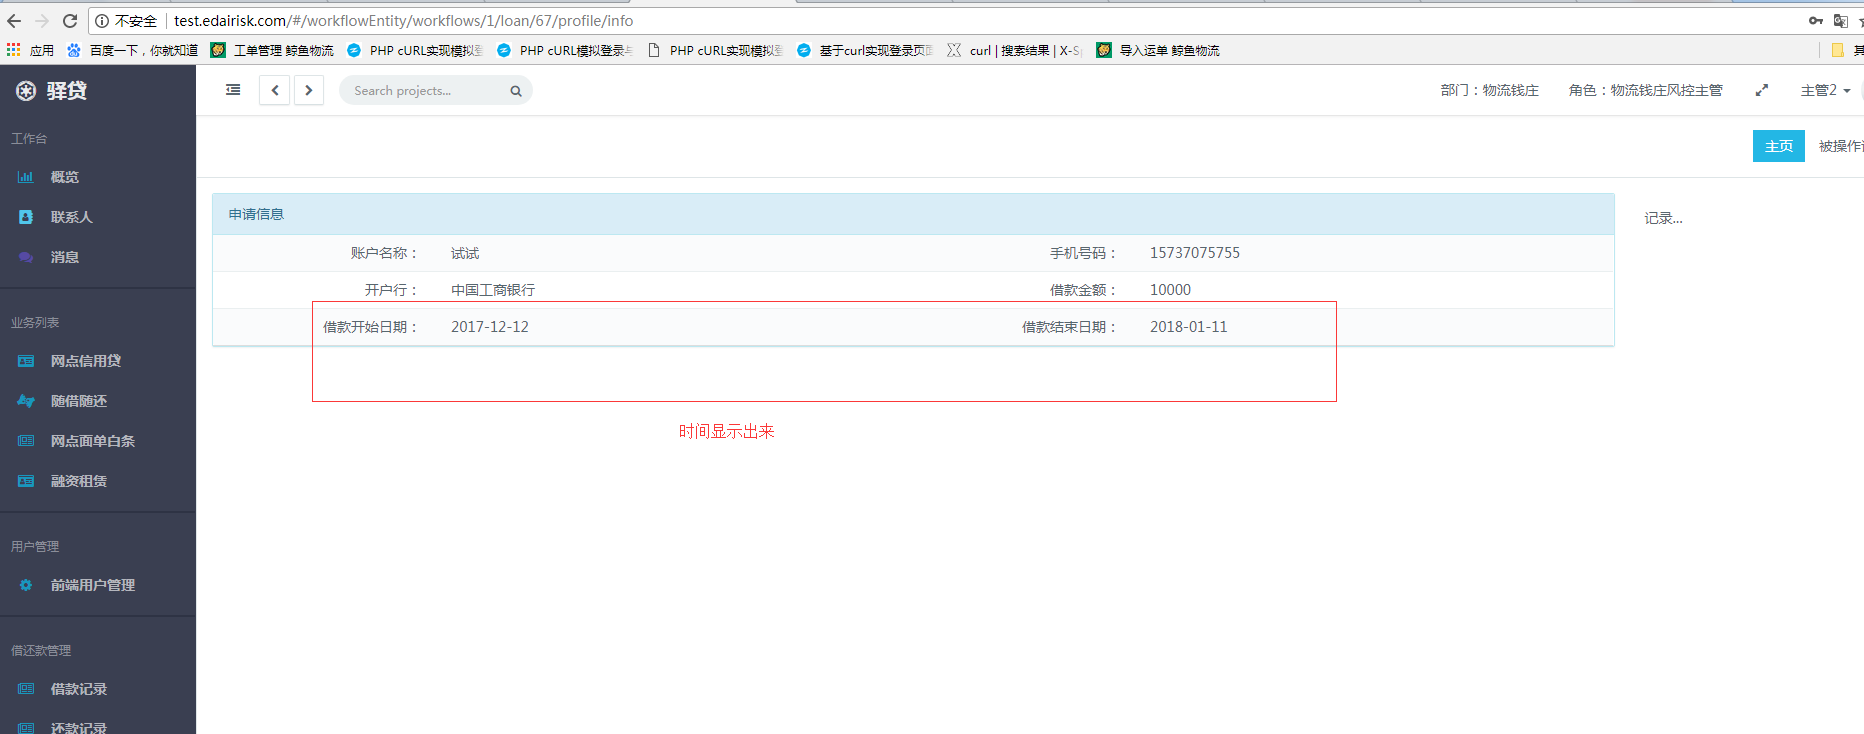 不安全 test.edairisk.com/#/workflowEntity/workflows/1/loan/67/profile/info
应用 百度一下，你就知道 工单管理 鲸鱼物流 PHP cURL实现模拟登 PHP cURL模拟登录与 PHP cURL实现模拟登 基于curl实现登录页面 curl | 搜索结果 | X-Sp 导入运单 鲸鱼物流 其
驿贷 Search projects... 部门：物流钱庄 角色：物流钱庄风控主管 主管2
工作台
主页 被操作记
概览
申请信息
联系人 记录...
账户名称： 试试 手机号码： 15737075755
消息
开户行： 中国工商银行 借款金额： 10000
业务列表
借款开始日期： 2017-12-12 借款结束日期： 2018-01-11
网点信用贷
随借随还
时间显示出来
网点面单白条
融资租赁
用户管理
前端用户管理
借还款管理
借款记录
还款记录